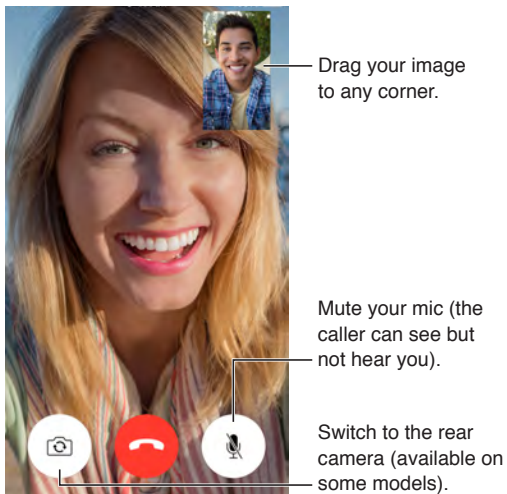 Drag your image
to any corner.
Mute your mic (the
caller can see but
not hear you).
Switch to the rear
camera (available on
some models).